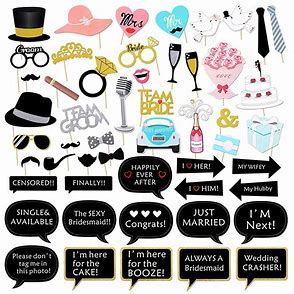 Mrs
Mr
Groom
Bride
TEAM
GROOM
TEAM
BRIDE
CENSORED!!
FINALLY!!
HAPPILY
EVER
AFTER
I ♥ HER!
I ♥ HIM!
MY WIFEY
My Hubby
SINGLE&
AVAILABLE
The SEXY
Bridesmaid!!
♥♥♥
Congrats!
JUST
MARRIED
I'M
Next!
Please don't
tag me in
this photo!
I'm here
for the
CAKE!
I'm here
for the
BOOZE!
ALWAYS A
Bridesmaid
Wedding
CRASHER!